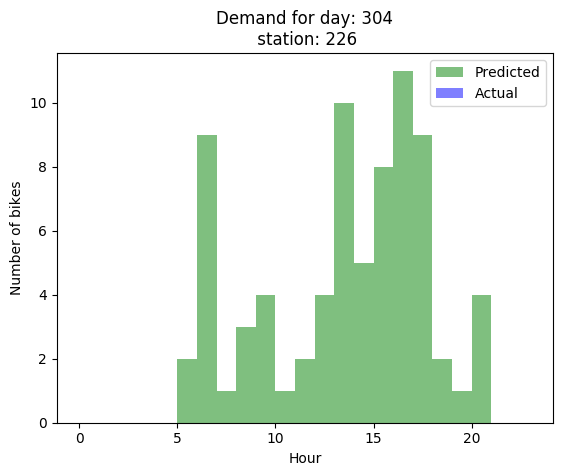 Demand for day: 304
station: 226
Predicted
Actual
Number of bikes
10
8
6
4
2
0
0
5
10
15
20
Hour